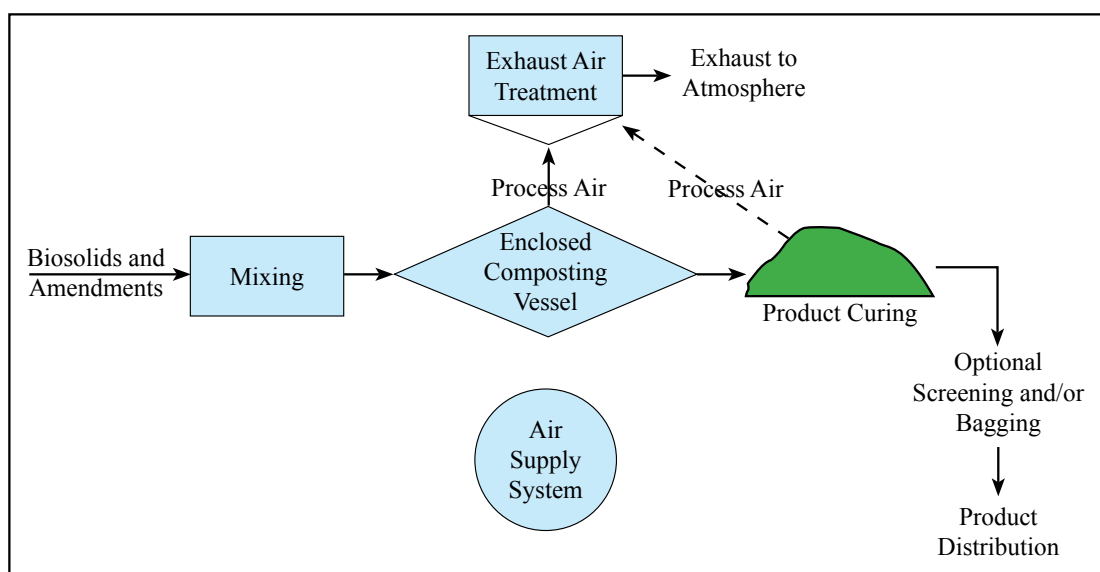 Exhaust Air
Treatment
Exhaust to
Atmosphere
Process Air
Process Air
Biosolids and
Amendments
Mixing
Enclosed
Composting
Vessel
Product Curing
Optional
Screening and/or
Bagging
Air
Supply
System
Product
Distribution